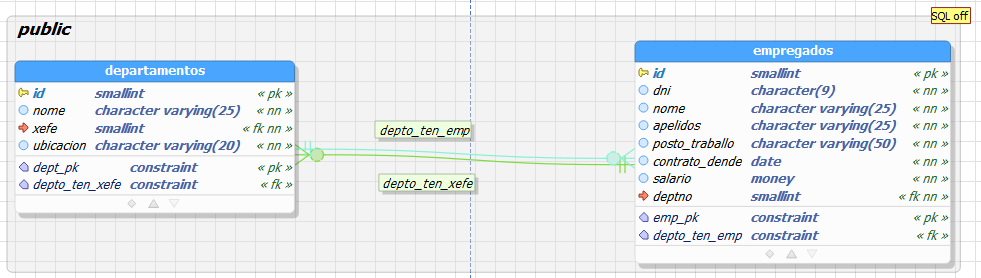 SQL off
public
departamentos
id smallint « pk »
nome character varying(25) « nn »
xefe smallint « fk nn »
ubicacion character varying(20) « nn »
dept_pk constraint « pk »
depto_ten_xefe constraint « fk »
depto_ten_emp
depto_ten_xefe
empregados
id smallint « pk »
dni character(9) « nn »
nome character varying(25) « nn »
apelidos character varying(25) « nn »
posto_traballo character varying(50) « nn »
contrato_dende date « nn »
salario money « nn »
deptno smallint « fk nn »
emp_pk constraint « pk »
depto_ten_emp constraint « fk »